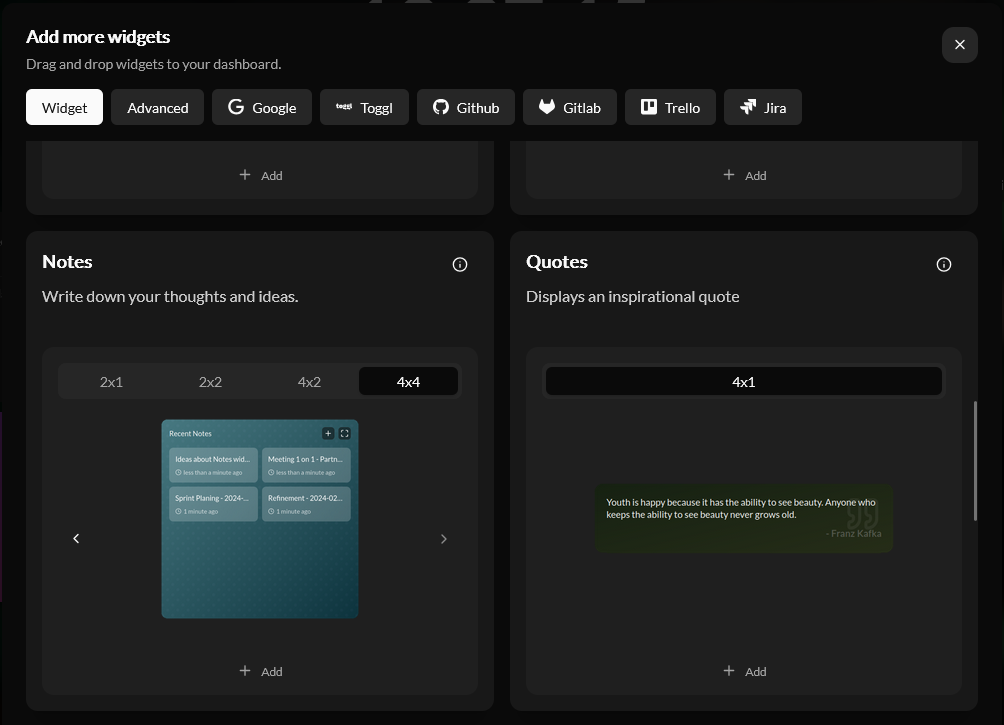 Add more widgets
Drag and drop widgets to your dashboard.
Widget
Advanced
Google
toggl Toggl
Github
Gitlab
Trello
Jira
Add
Add
Notes
Write down your thoughts and ideas.
2x1
2x2
4x2
4x4
Recent Notes
Ideas about Notes wid...
less than a minute ago
Meeting 1 on 1 - Partn...
less than a minute ago
Sprint Planing - 2024-...
1 minute ago
Refinement - 2024-02...
1 minute ago
Add
Quotes
Displays an inspirational quote
4x1
Youth is happy because it has the ability to see beauty. Anyone who
keeps the ability to see beauty never grows old.
- Franz Kafka
Add